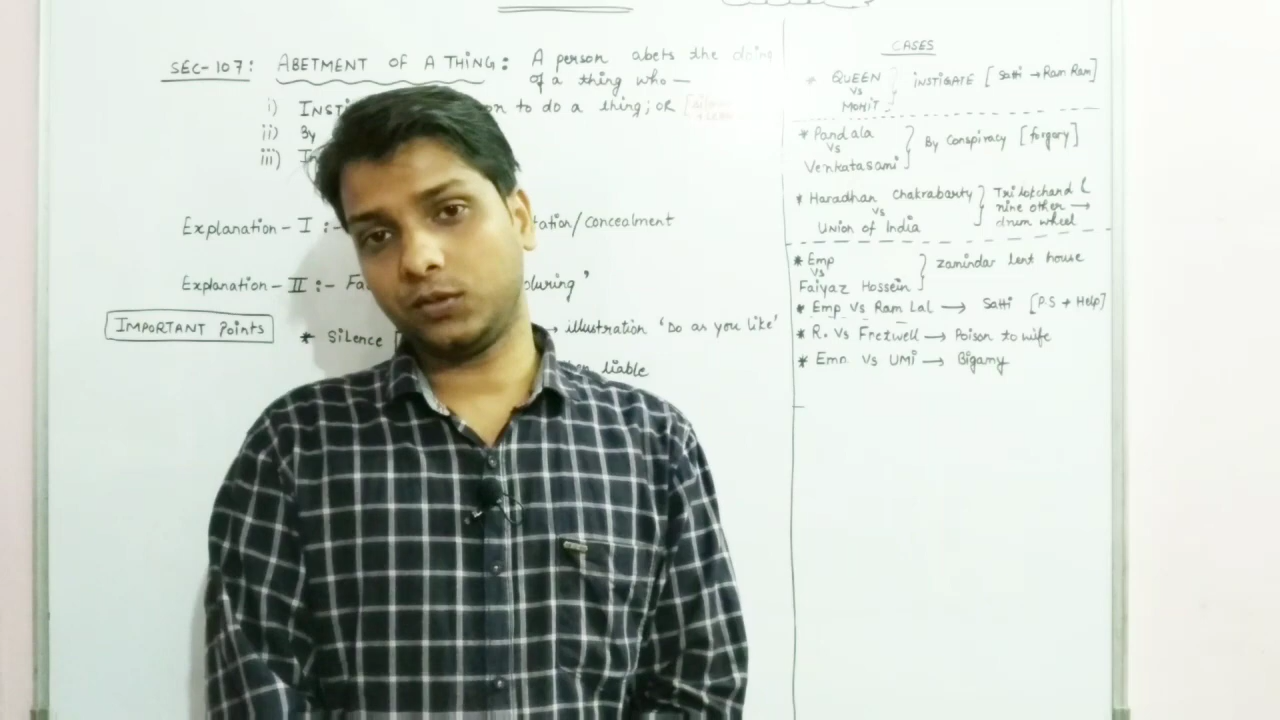 SEC-107: ABETMENT OF A THING: A person abets the doing
of a thing who —
i) INSTI on to do a thing; OR
ii) By
iii)
Explanation - I :- tation/concealment
Explanation - II :-
IMPORTANT POINTS
* Silence → illustration 'Do as you like'
liable
CASES
* QUEEN VS MOHIT } INSTIGATE [Satti → Ram Ram]
* Pandala VS Venkatasami } By Conspiracy [forgary]
* Haradhan Chakrabarty VS Union of India } Trilokchand (
nine other →
drum wheel
* Emp VS Faiyaz Hossein } Zamindar lent house
* Emp VS Ram Lal → Satti [P.S + Help]
* R. VS Fretwell → Poison to wife
* Emn VS UMI → Bigamy